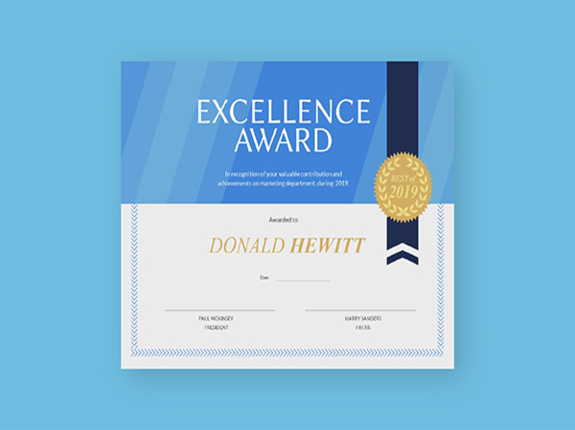 EXCELLENCE
AWARD
In recognition of your valuable contribution and
achievements on marketing department, during 2019.
BEST of
2019
Awarded to
DONALD HEWITT
Date
PAUL MCKINSEY
PRESIDENT
HARRY SANDERS